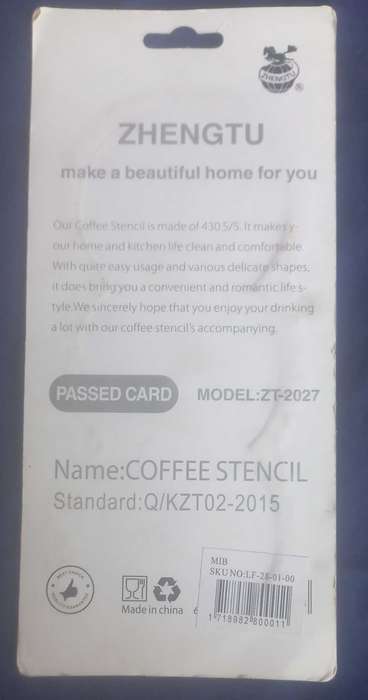 ZHENGTU
®
ZHENGTU
make a beautiful home for you
Our Coffee Stencil is made of 430 S/S. It makes y-
our home and kitchen life clean and comfortable.
With quite easy usage and various delicate shapes,
it does bring you a convenient and romantic life s-
tyle.We sincerely hope that you enjoy your drinking
a lot with our coffee stencil's accompanying.
PASSED CARD MODEL:ZT-2027
Name:COFFEE STENCIL
Standard:Q/KZT02-2015
MIB
SKU NO:LF-28-01-00
Made in china 6
1 718982 800011